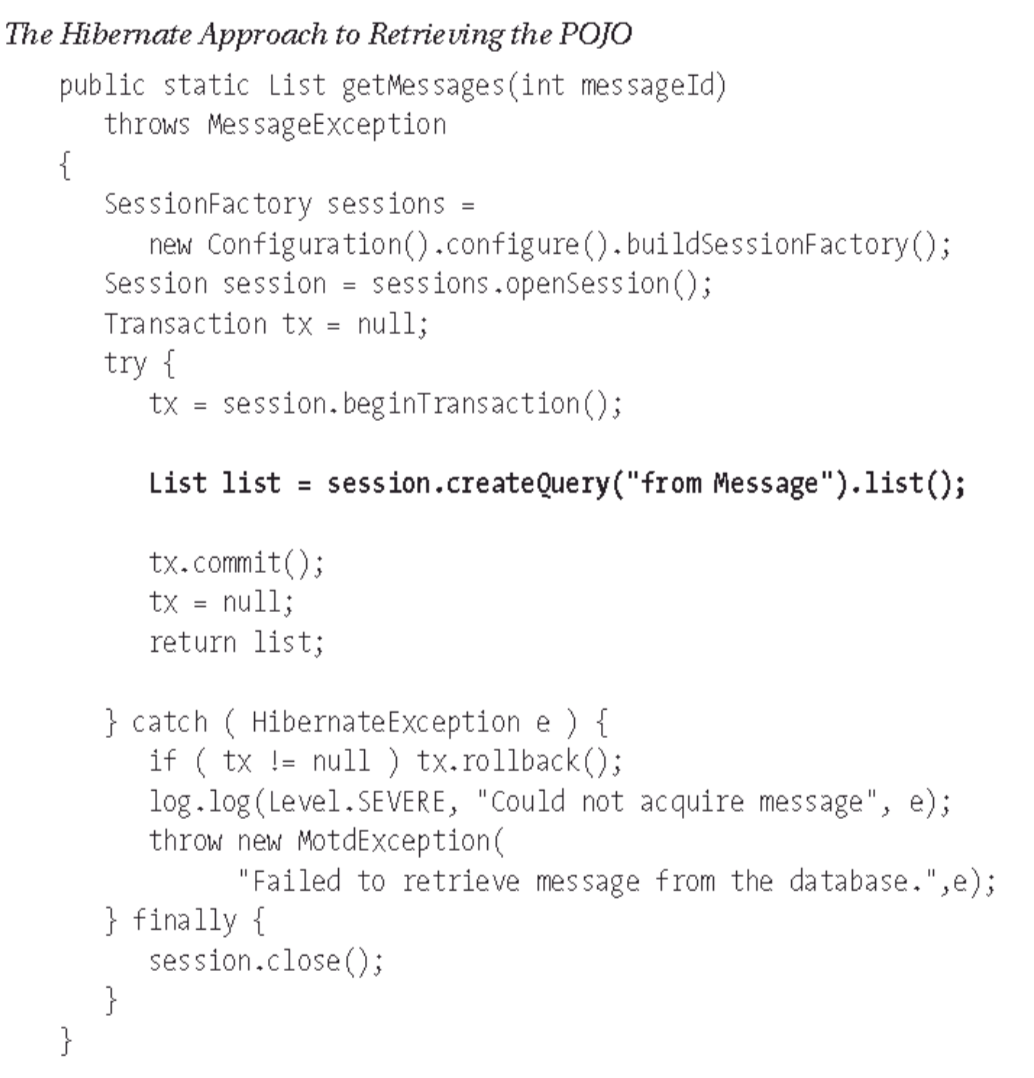 The Hibernate Approach to Retrieving the POJO
public static List getMessages(int messageId)
throws MessageException
{
SessionFactory sessions =
new Configuration().configure().buildSessionFactory();
Session session = sessions.openSession();
Transaction tx = null;
try {
tx = session.beginTransaction();
List list = session.createQuery("from Message").list();
tx.commit();
tx = null;
return list;
} catch ( HibernateException e ) {
if ( tx != null ) tx.rollback();
log.log(Level.SEVERE, "Could not acquire message", e);
throw new MotdException(
"Failed to retrieve message from the database.",e);
} finally {
session.close();
}
}